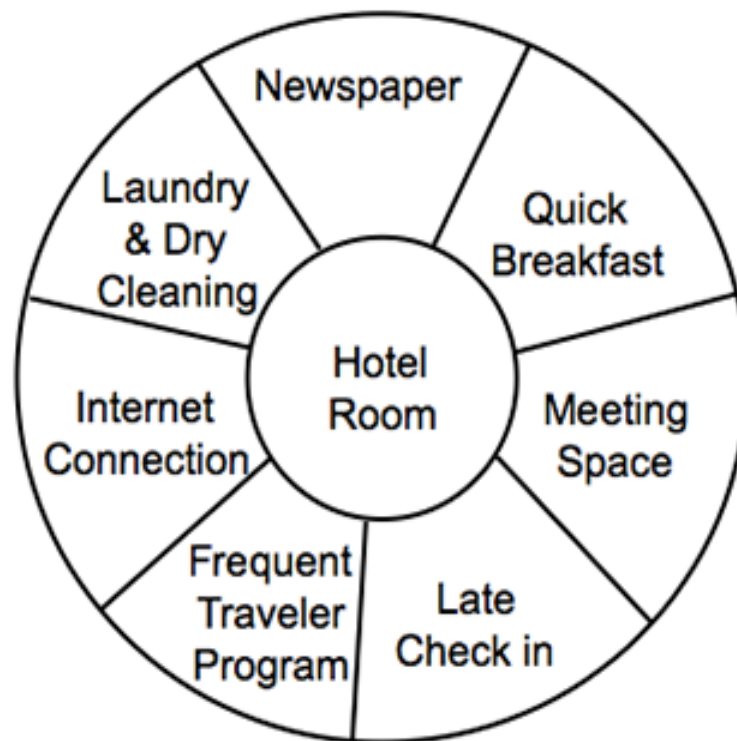 Newspaper
Quick
Breakfast
Meeting
Space
Late
Check in
Frequent
Traveler
Program
Internet
Connection
Laundry
& Dry
Cleaning
Hotel
Room